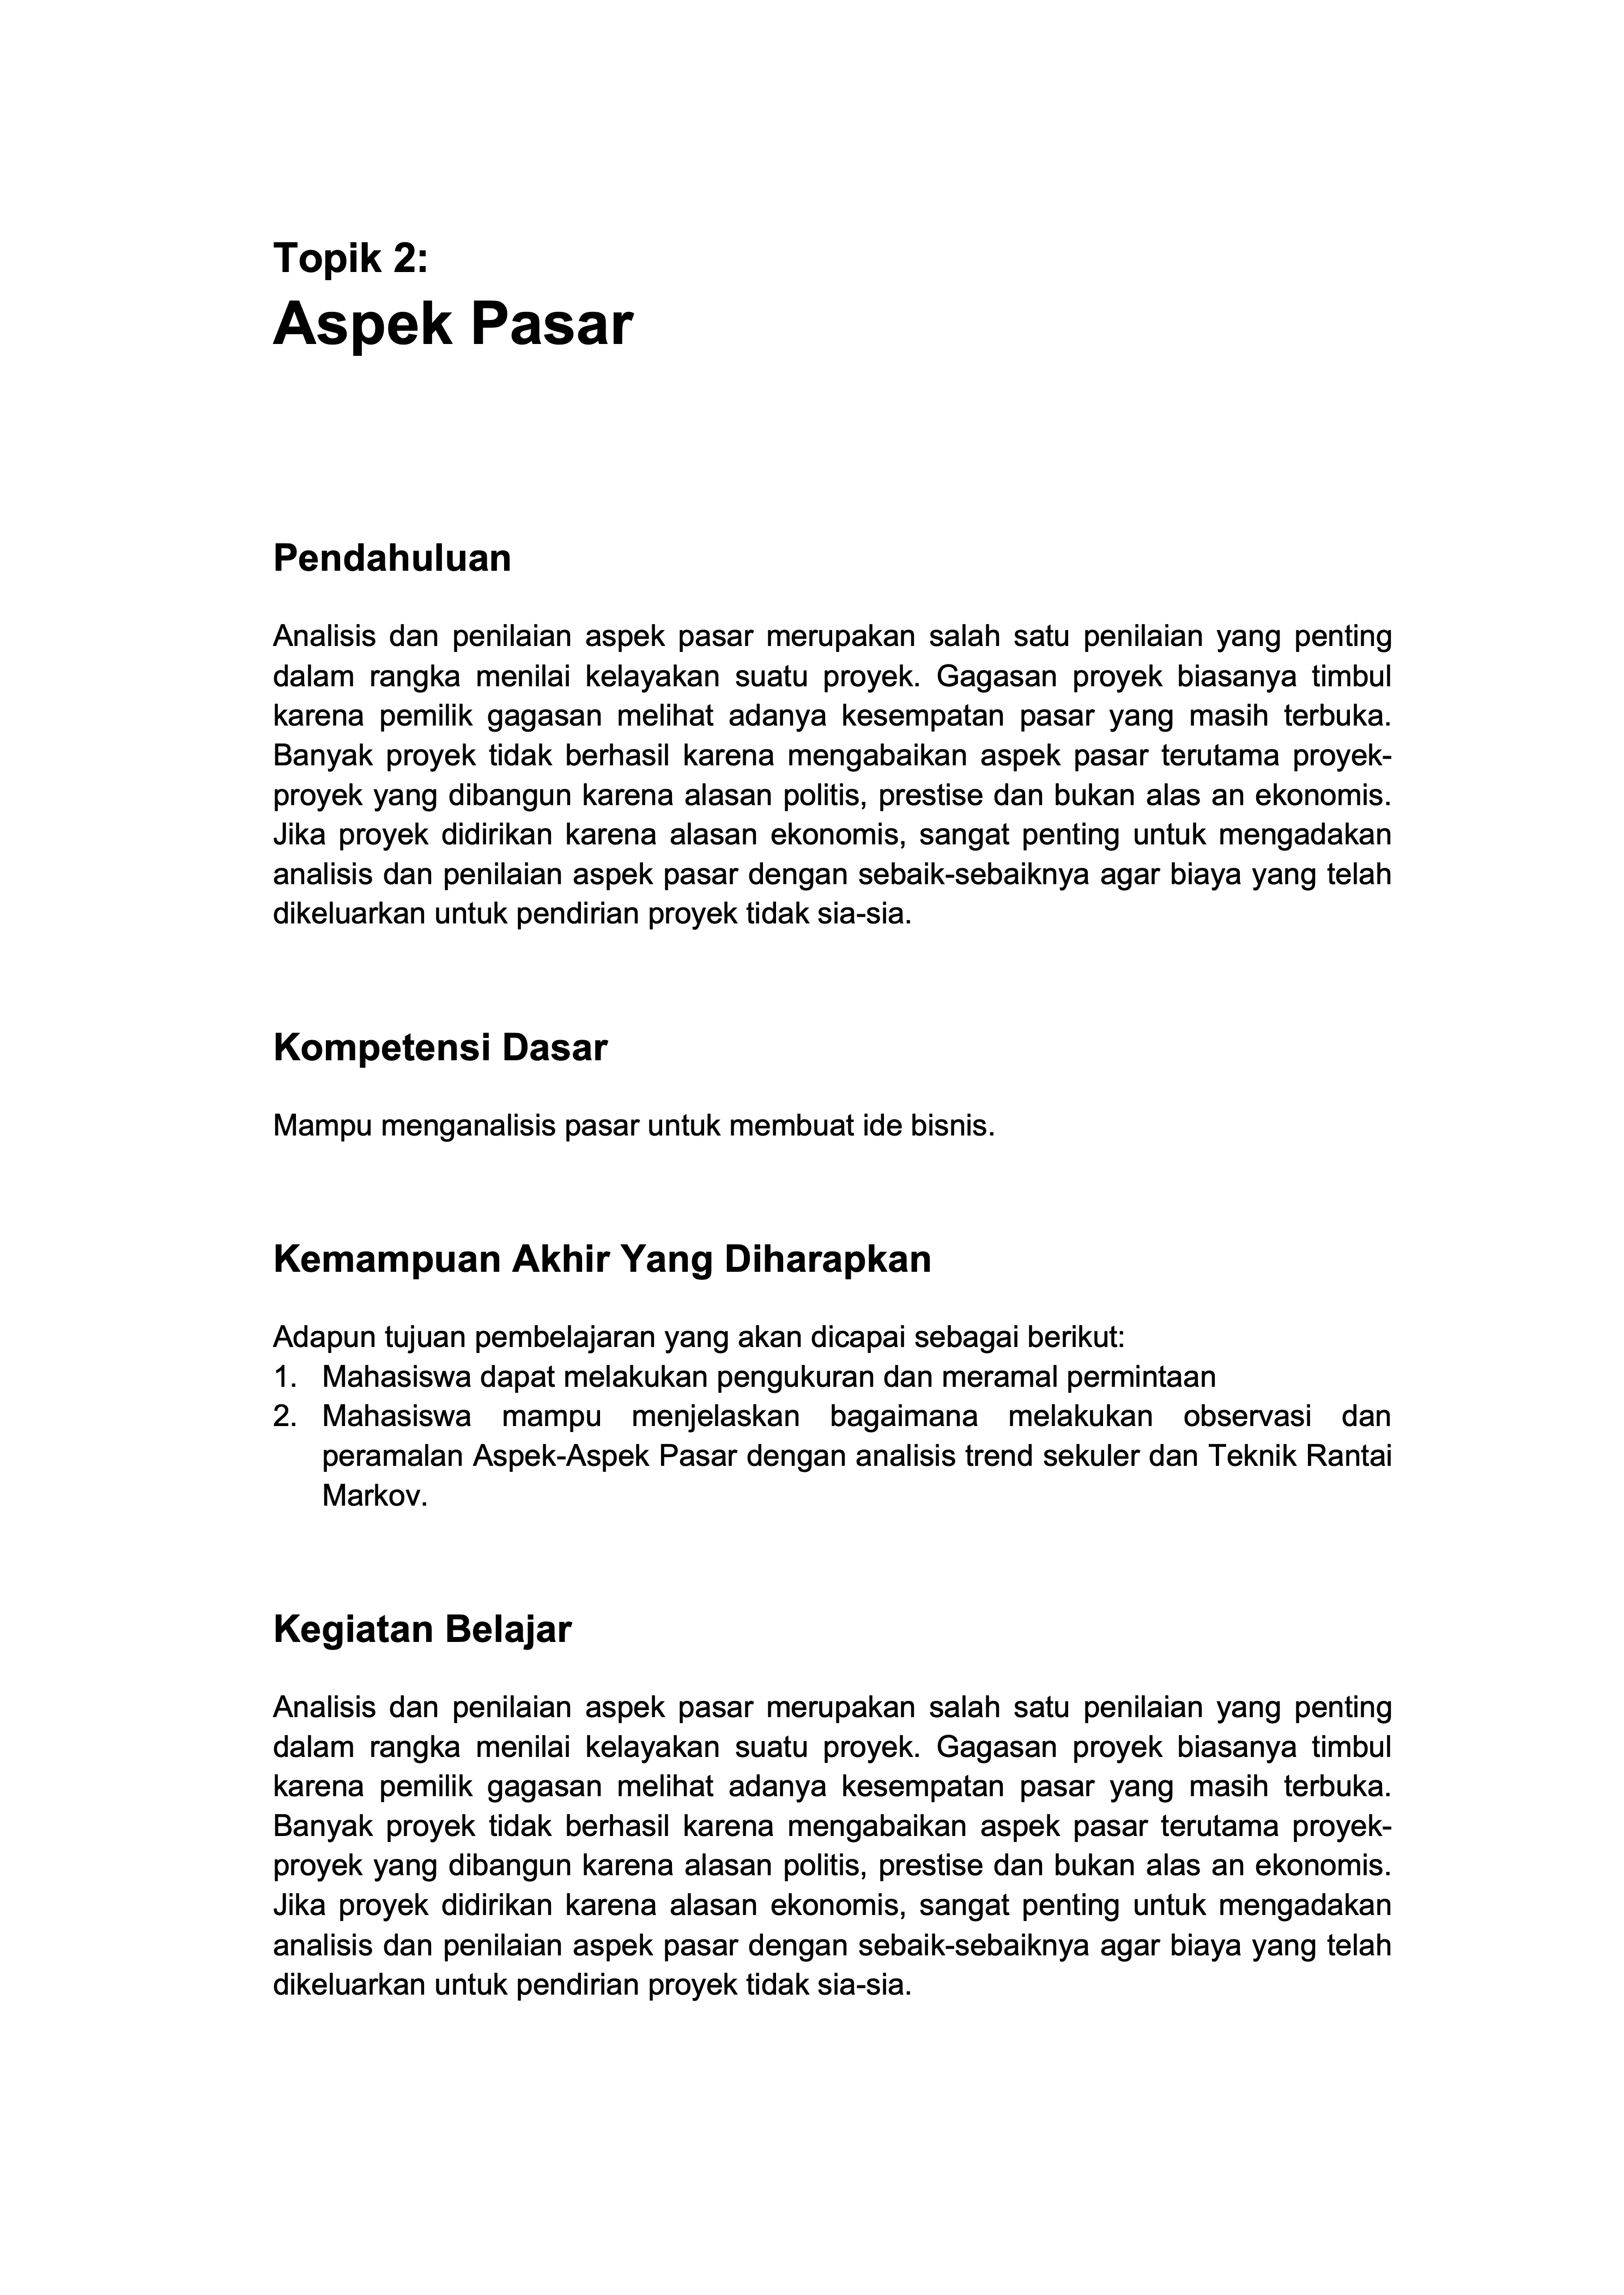 Topik 2:
Aspek Pasar
Pendahuluan
Analisis dan penilaian aspek pasar merupakan salah satu penilaian yang penting
dalam rangka menilai kelayakan suatu proyek. Gagasan proyek biasanya timbul
karena pemilik gagasan melihat adanya kesempatan pasar yang masih terbuka.
Banyak proyek tidak berhasil karena mengabaikan aspek pasar terutama proyek-
proyek yang dibangun karena alasan politis, prestise dan bukan alas an ekonomis.
Jika proyek didirikan karena alasan ekonomis, sangat penting untuk mengadakan
analisis dan penilaian aspek pasar dengan sebaik-sebaiknya agar biaya yang telah
dikeluarkan untuk pendirian proyek tidak sia-sia.
Kompetensi Dasar
Mampu menganalisis pasar untuk membuat ide bisnis.
Kemampuan Akhir Yang Diharapkan
Adapun tujuan pembelajaran yang akan dicapai sebagai berikut:
1. Mahasiswa dapat melakukan pengukuran dan meramal permintaan
2. Mahasiswa mampu menjelaskan bagaimana melakukan observasi dan
peramalan Aspek-Aspek Pasar dengan analisis trend sekuler dan Teknik Rantai
Markov.
Kegiatan Belajar
Analisis dan penilaian aspek pasar merupakan salah satu penilaian yang penting
dalam rangka menilai kelayakan suatu proyek. Gagasan proyek biasanya timbul
karena pemilik gagasan melihat adanya kesempatan pasar yang masih terbuka.
Banyak proyek tidak berhasil karena mengabaikan aspek pasar terutama proyek-
proyek yang dibangun karena alasan politis, prestise dan bukan alas an ekonomis.
Jika proyek didirikan karena alasan ekonomis, sangat penting untuk mengadakan
analisis dan penilaian aspek pasar dengan sebaik-sebaiknya agar biaya yang telah
dikeluarkan untuk pendirian proyek tidak sia-sia.